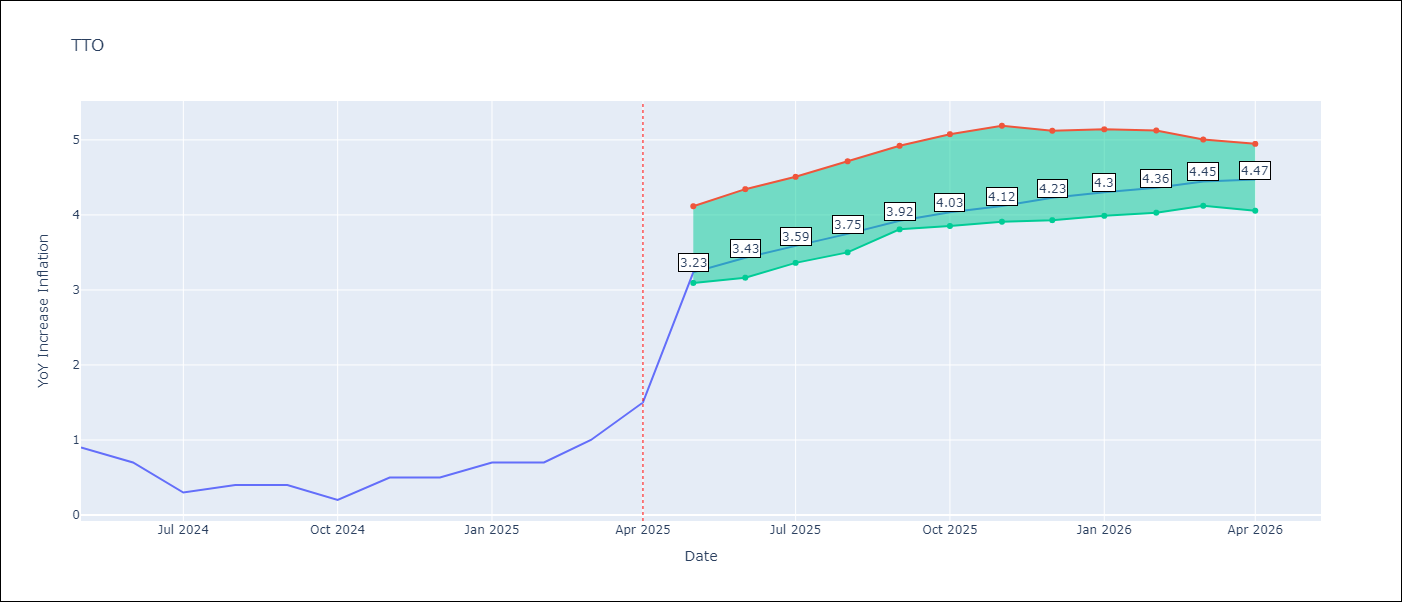 TTO
YoY Increase Inflation
5
4
3
2
1
0
3.23
3.43
3.59
3.75
3.92
4.03
4.12
4.23
4.3
4.36
4.45
4.47
Jul 2024
Oct 2024
Jan 2025
Apr 2025
Jul 2025
Oct 2025
Jan 2026
Apr 2026
Date